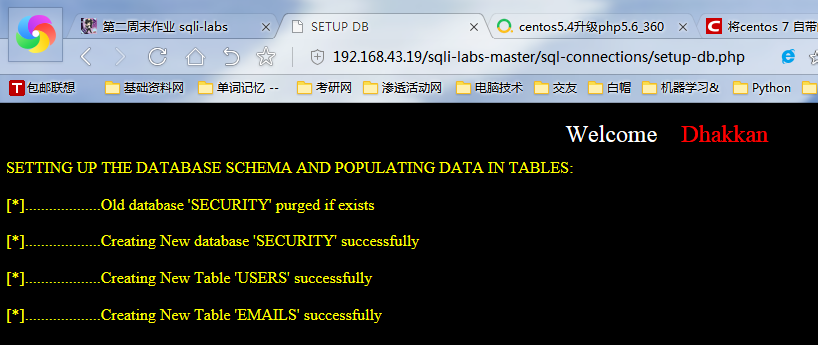 第二周末作业 sqli-labs
SETUP DB
centos5.4升级php5.6_360
将centos 7 自带
192.168.43.19/sqli-labs-master/sql-connections/setup-db.php
T 包邮联想 基础资料网 单词记忆 -- 考研网 渗透活动网 电脑技术 交友 白帽 机器学习& Python
Welcome Dhakkan
SETTING UP THE DATABASE SCHEMA AND POPULATING DATA IN TABLES:
[*]...................Old database 'SECURITY' purged if exists
[*]...................Creating New database 'SECURITY' successfully
[*]...................Creating New Table 'USERS' successfully
[*]...................Creating New Table 'EMAILS' successfully